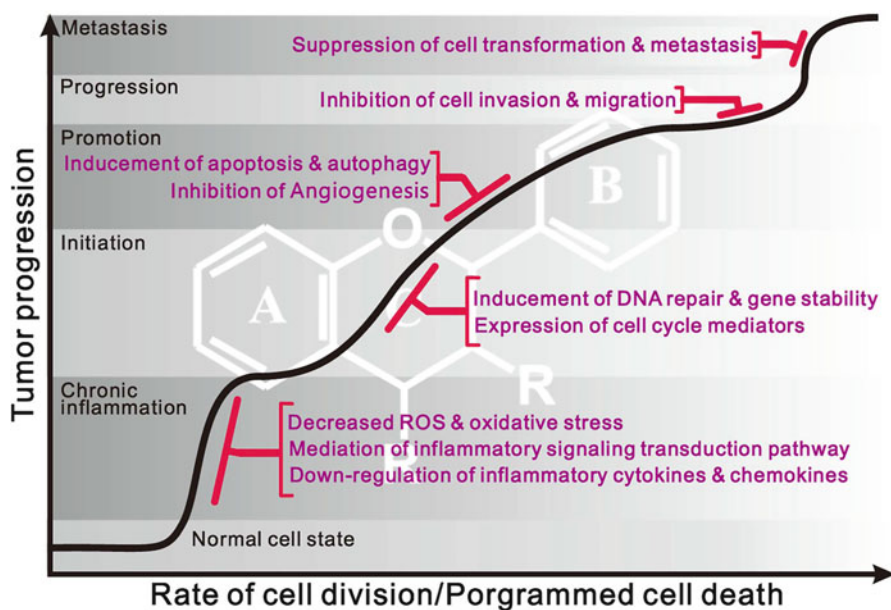 Metastasis
Suppression of cell transformation & metastasis
Progression
Inhibition of cell invasion & migration
Promotion
Inducement of apoptosis & autophagy
Inhibition of Angiogenesis
B
O
Initiation
A
C
Inducement of DNA repair & gene stability
Expression of cell cycle mediators
R
Chronic
inflammation
Decreased ROS & oxidative stress
Mediation of inflammatory signaling transduction pathway
Down-regulation of inflammatory cytokines & chemokines
R
Normal cell state
Tumor progression
Rate of cell division/Porgrammed cell death